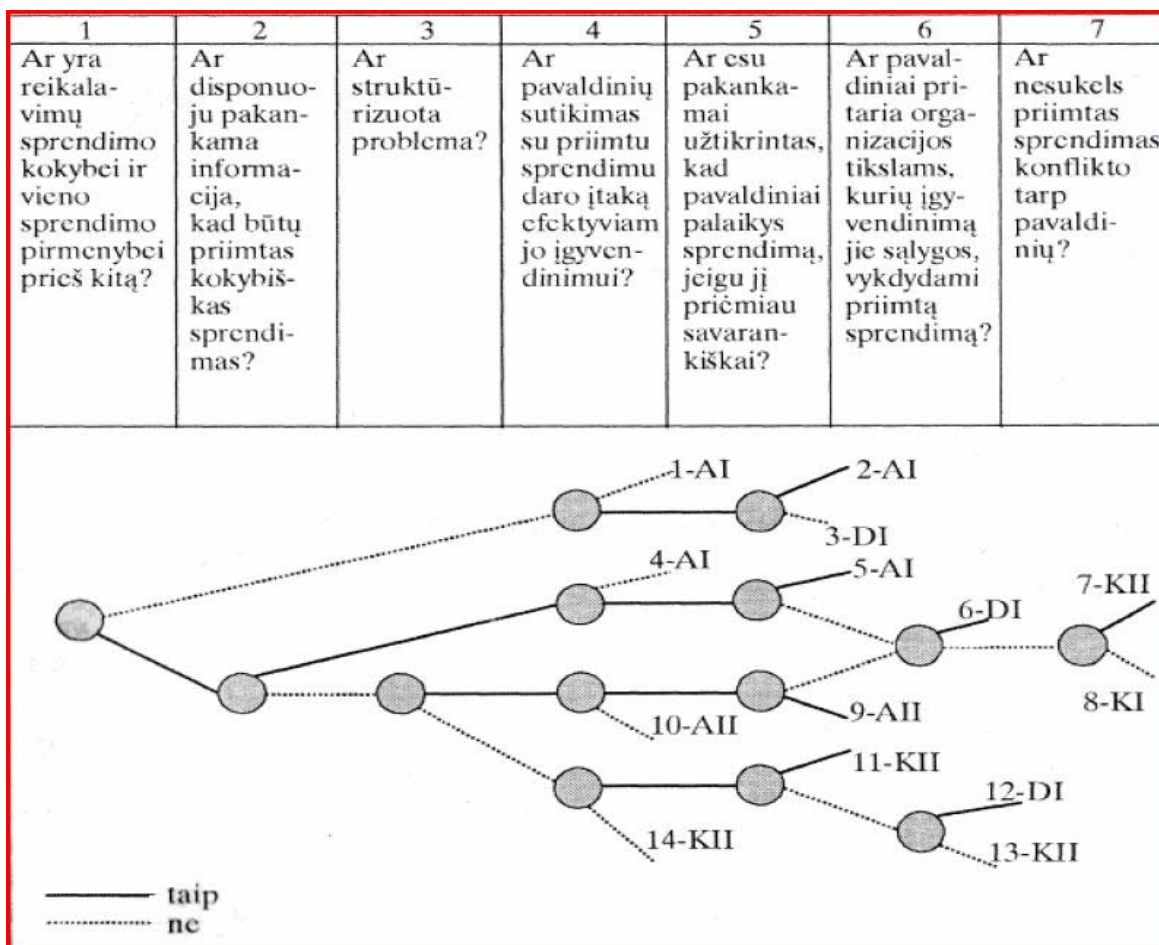 1
Ar yra
reikala-
vimų
sprendimo
kokybei ir
vieno
sprendimo
pirmenybei
prieš kitą?
2
Ar
disponuo-
ju pakan-
kama
informa-
cija,
kad būtų
priimtas
kokybiš-
kas
sprendi-
mas?
3
Ar
struktū-
rizuota
problema?
4
Ar
pavaldinių
sutikimas
su priimtu
sprendimu
daro įtaką
efektyviam
jo įgyven-
dinimui?
5
Ar esu
pakanka-
mai
užtikrintas,
kad
pavaldiniai
palaikys
sprendimą,
jeigu jį
priėmiau
savaran-
kiškai?
6
Ar paval-
diniai pri-
taria orga-
nizacijos
tikslams,
kurių įgy-
vendinimą
jie sąlygos,
vykdydami
priimtą
sprendimą?
7
Ar
nesukels
priimtas
sprendimas
konflikto
tarp
pavaldi-
nių?
1-AI
2-AI
3-DI
4-AI
5-AI
6-DI
7-KII
8-KI
9-AII
10-AII
11-KII
12-DI
13-KII
14-KII
taip
ne